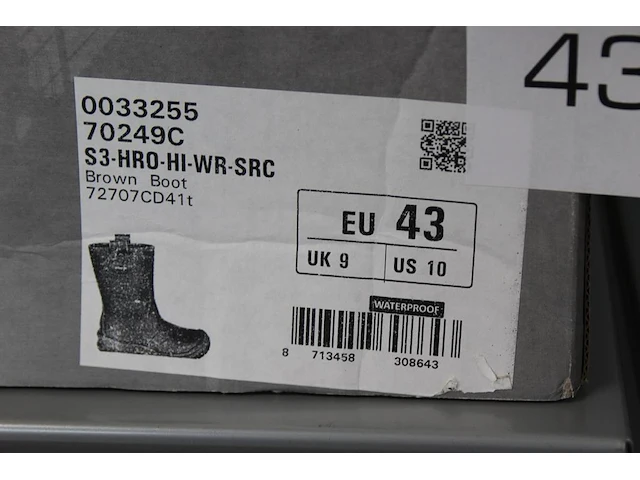 43
0033255
70249C
S3-HRO-HI-WR-SRC
Brown Boot
72707CD41t
EU 43
UK 9
US 10
WATERPROOF
8 713458 308643